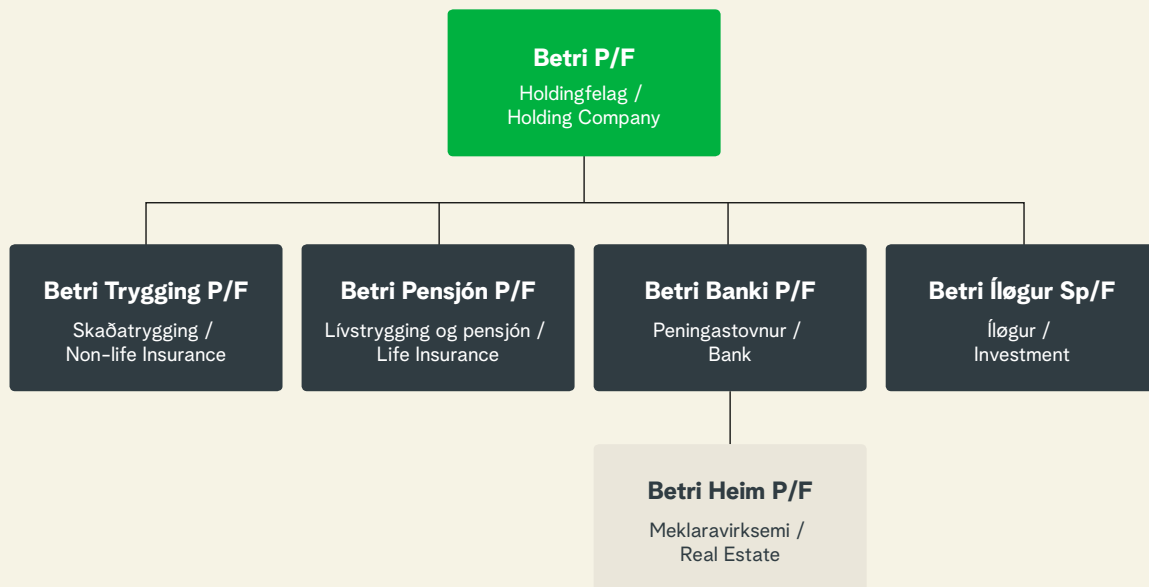 Betri P/F
Holdingfelag /
Holding Company
Betri Trygging P/F
Skaðatrygging /
Non-life Insurance
Betri Pensjón P/F
Lívstrygging og pensjón /
Life Insurance
Betri Banki P/F
Peningastovnur /
Bank
Betri Íløgur Sp/F
Íløgur /
Investment
Betri Heim P/F
Meklaravirksemi /
Real Estate